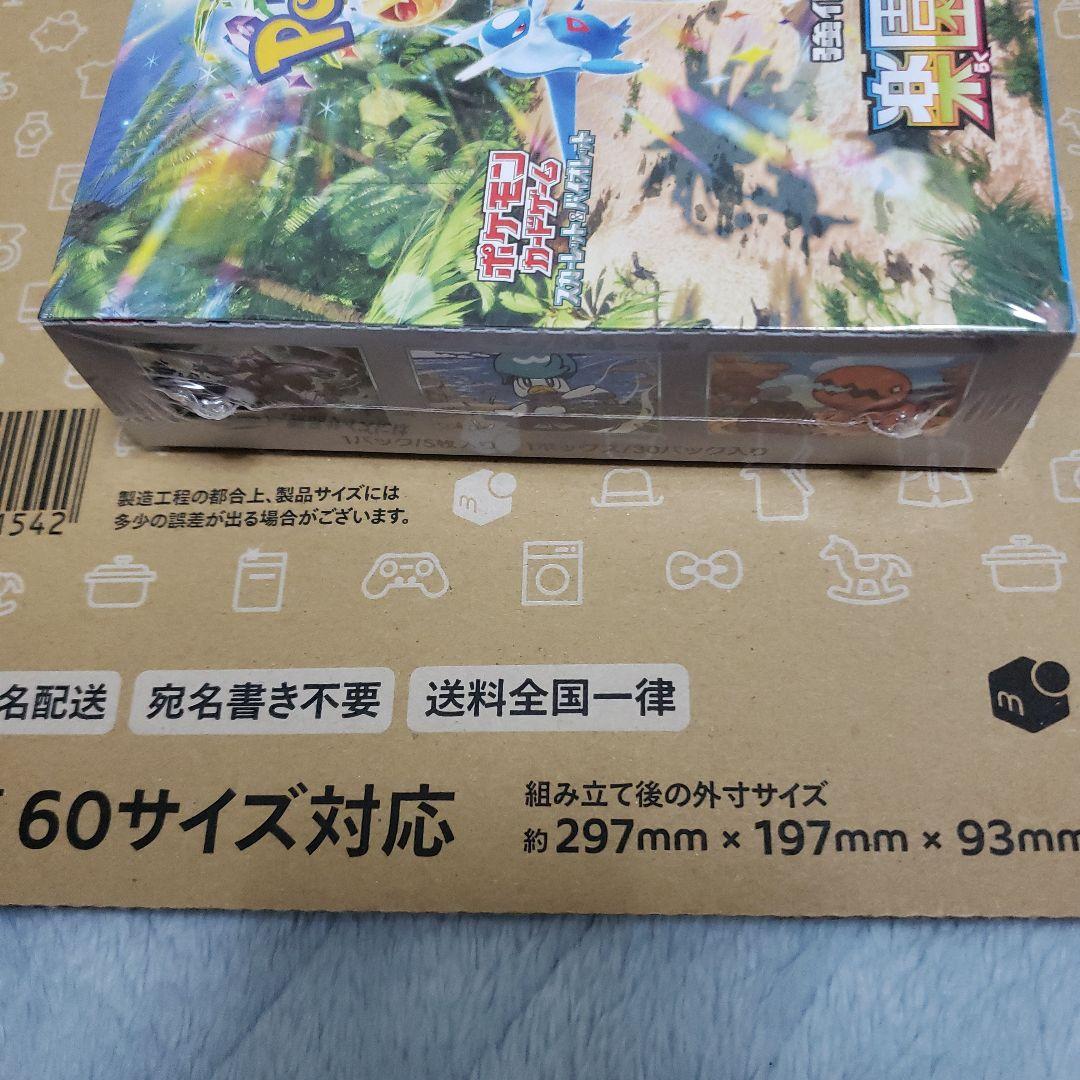 Po
強化
楽園
らく
ポケモン
カードゲーム
スカーレット&バイオレット
1パック/5枚入り 1ボックス/30パック入り
1542
製造工程の都合上、製品サイズには
多少の誤差が出る場合がございます。
m
名配送 宛名書き不要 送料全国一律
m
60サイズ対応
組み立て後の外寸サイズ
約297mm × 197mm × 93mm